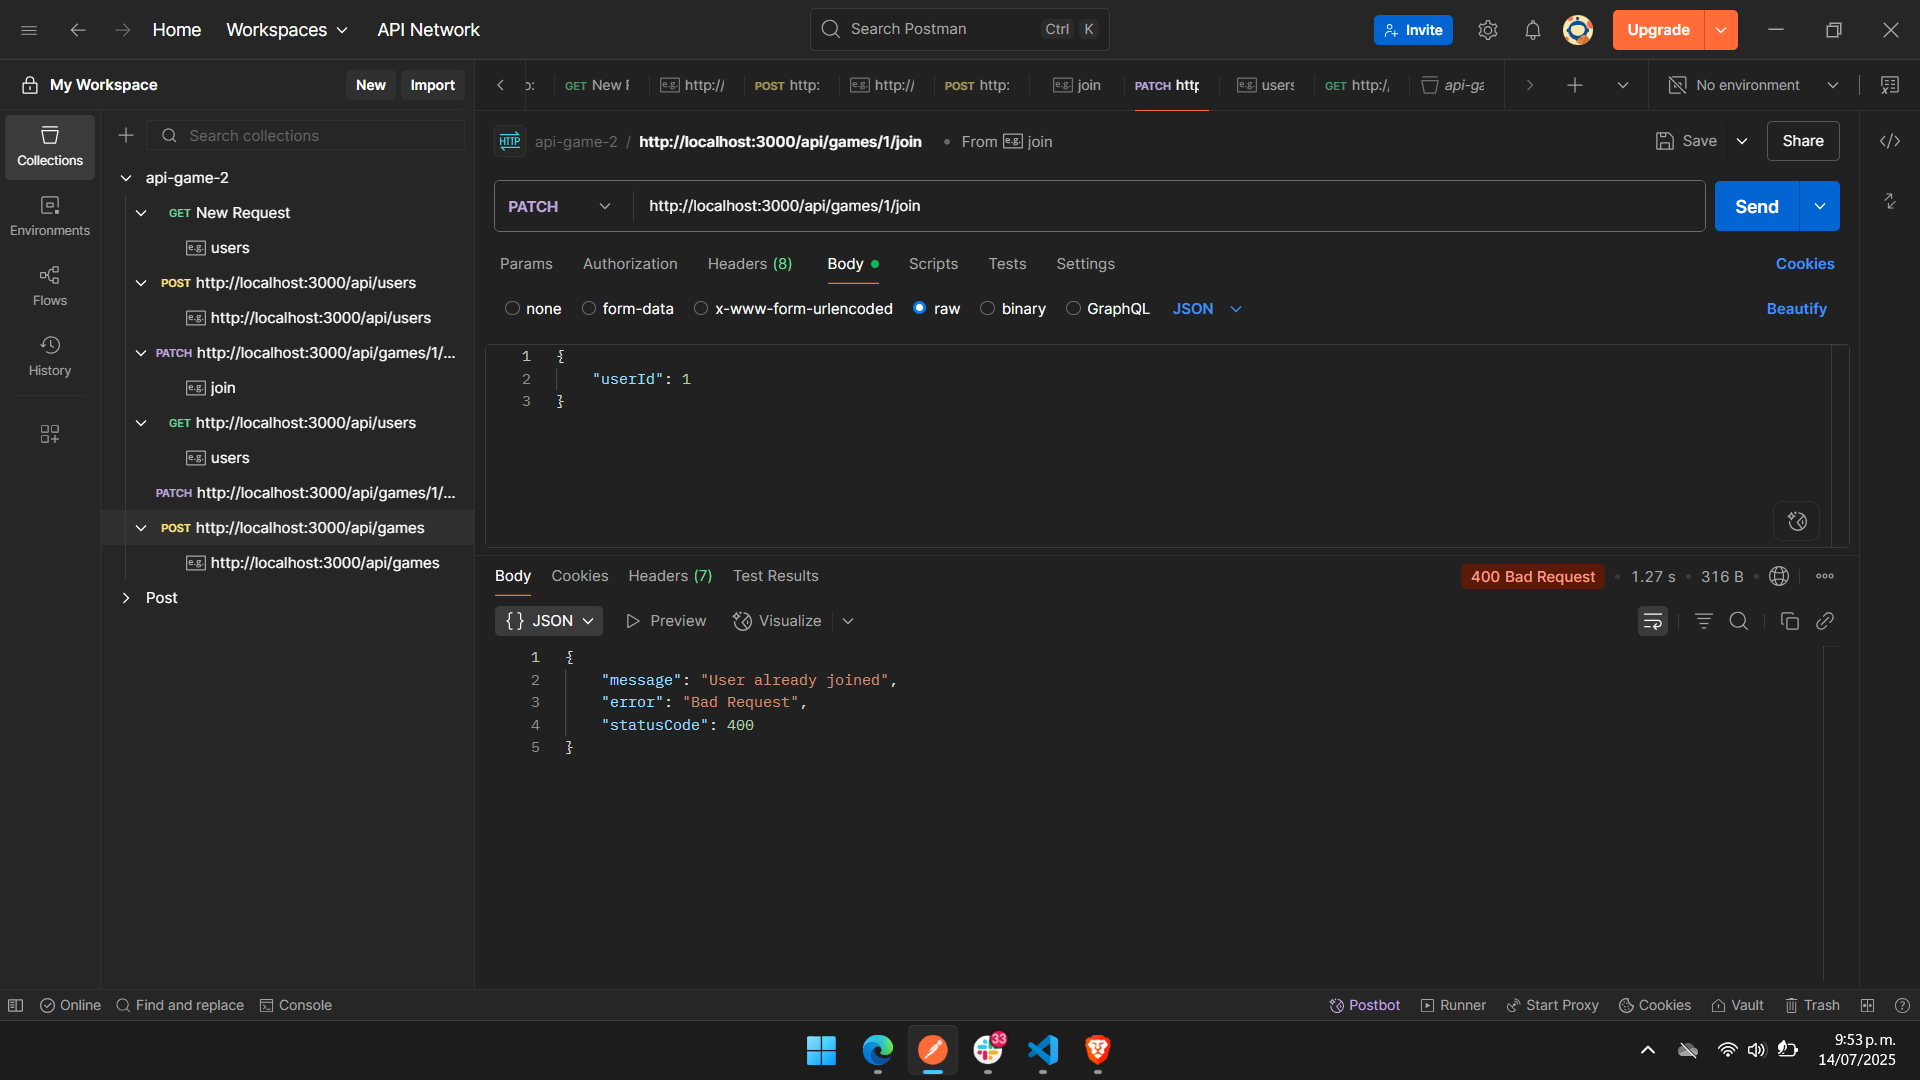 Home
Workspaces
API Network
Search Postman
Ctrl
K
Invite
Upgrade
My Workspace
New
Import
GET New F
e.g. http://
POST http:
e.g. http://
POST http:
e.g. join
PATCH http
e.g. users
GET http:/
api-ga
No environment
Collections
Environments
Flows
History
Search collections
api-game-2
GET New Request
e.g. users
POST http://localhost:3000/api/users
e.g. http://localhost:3000/api/users
PATCH http://localhost:3000/api/games/1/...
e.g. join
GET http://localhost:3000/api/users
e.g. users
PATCH http://localhost:3000/api/games/1/...
POST http://localhost:3000/api/games
e.g. http://localhost:3000/api/games
Post
HTTP api-game-2 / http://localhost:3000/api/games/1/join • From e.g. join
Save
Share
PATCH
http://localhost:3000/api/games/1/join
Send
Params
Authorization
Headers (8)
Body
Scripts
Tests
Settings
Cookies
none
form-data
x-www-form-urlencoded
raw
binary
GraphQL
JSON
Beautify
1 {
2 "userId": 1
3 }
Body
Cookies
Headers (7)
Test Results
400 Bad Request • 1.27 s • 316 B
{} JSON
Preview
Visualize
1 {
2 "message": "User already joined",
3 "error": "Bad Request",
4 "statusCode": 400
5 }
Online
Find and replace
Console
Postbot
Runner
Start Proxy
Cookies
Vault
Trash
33
9:53 p. m.
14/07/2025